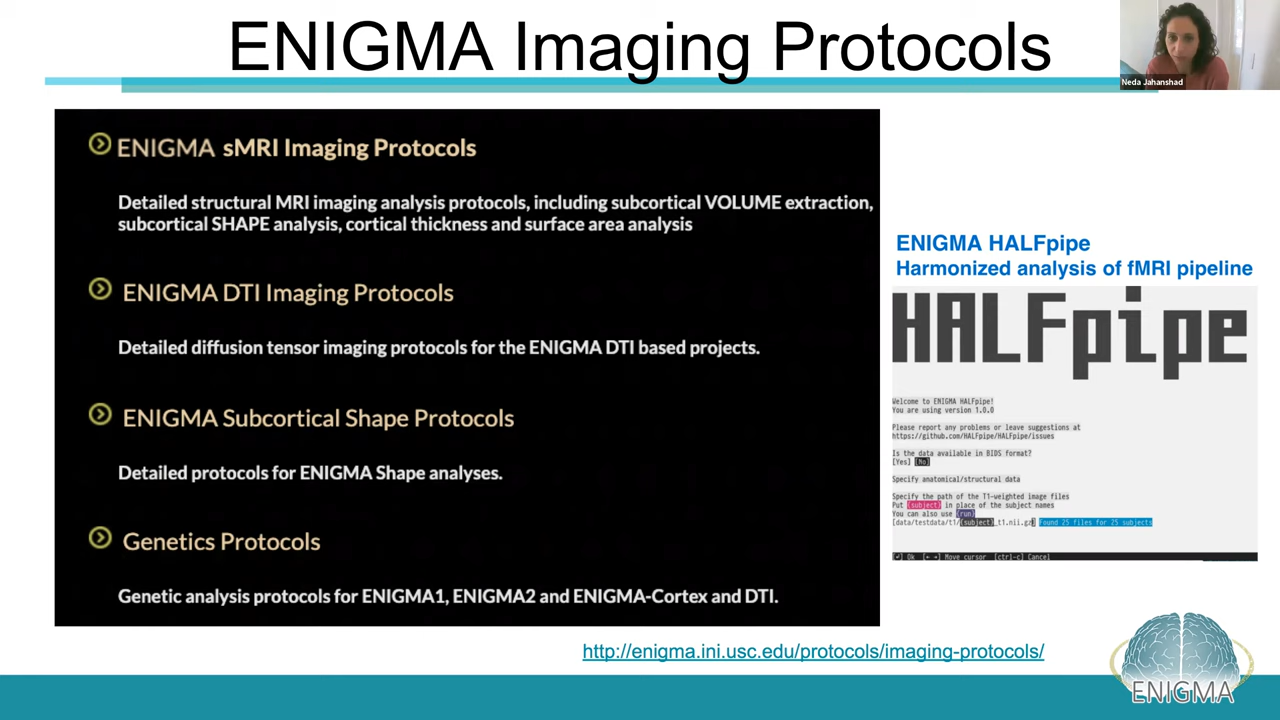 ENIGMA Imaging Protocols
Neda Jahanshad
ENIGMA sMRI Imaging Protocols
Detailed structural MRI imaging analysis protocols, including subcortical VOLUME extraction,
subcortical SHAPE analysis, cortical thickness and surface area analysis
ENIGMA DTI Imaging Protocols
Detailed diffusion tensor imaging protocols for the ENIGMA DTI based projects.
ENIGMA Subcortical Shape Protocols
Detailed protocols for ENIGMA Shape analyses.
Genetics Protocols
Genetic analysis protocols for ENIGMA1, ENIGMA2 and ENIGMA-Cortex and DTI.
ENIGMA HALFpipe
Harmonized analysis of fMRI pipeline
HALFpipe
Welcome to ENIGMA HALFpipe!
You are using version 1.0.0
Please report any problems or leave suggestions at
https://github.com/HALFpipe/HALFpipe/issues
Is the data available in BIDS format?
[Yes] [No]
Specify anatomical/structural data
Specify the path of the T1-weighted image files
Put {subject} in place of the subject names
You can also use {run}
[data/testdata/t1/{subject}_t1.nii.gz] Found 25 files for 25 subjects
[↲] Ok [← →] Move cursor [ctrl-c] Cancel
http://enigma.ini.usc.edu/protocols/imaging-protocols/
ENIGMA